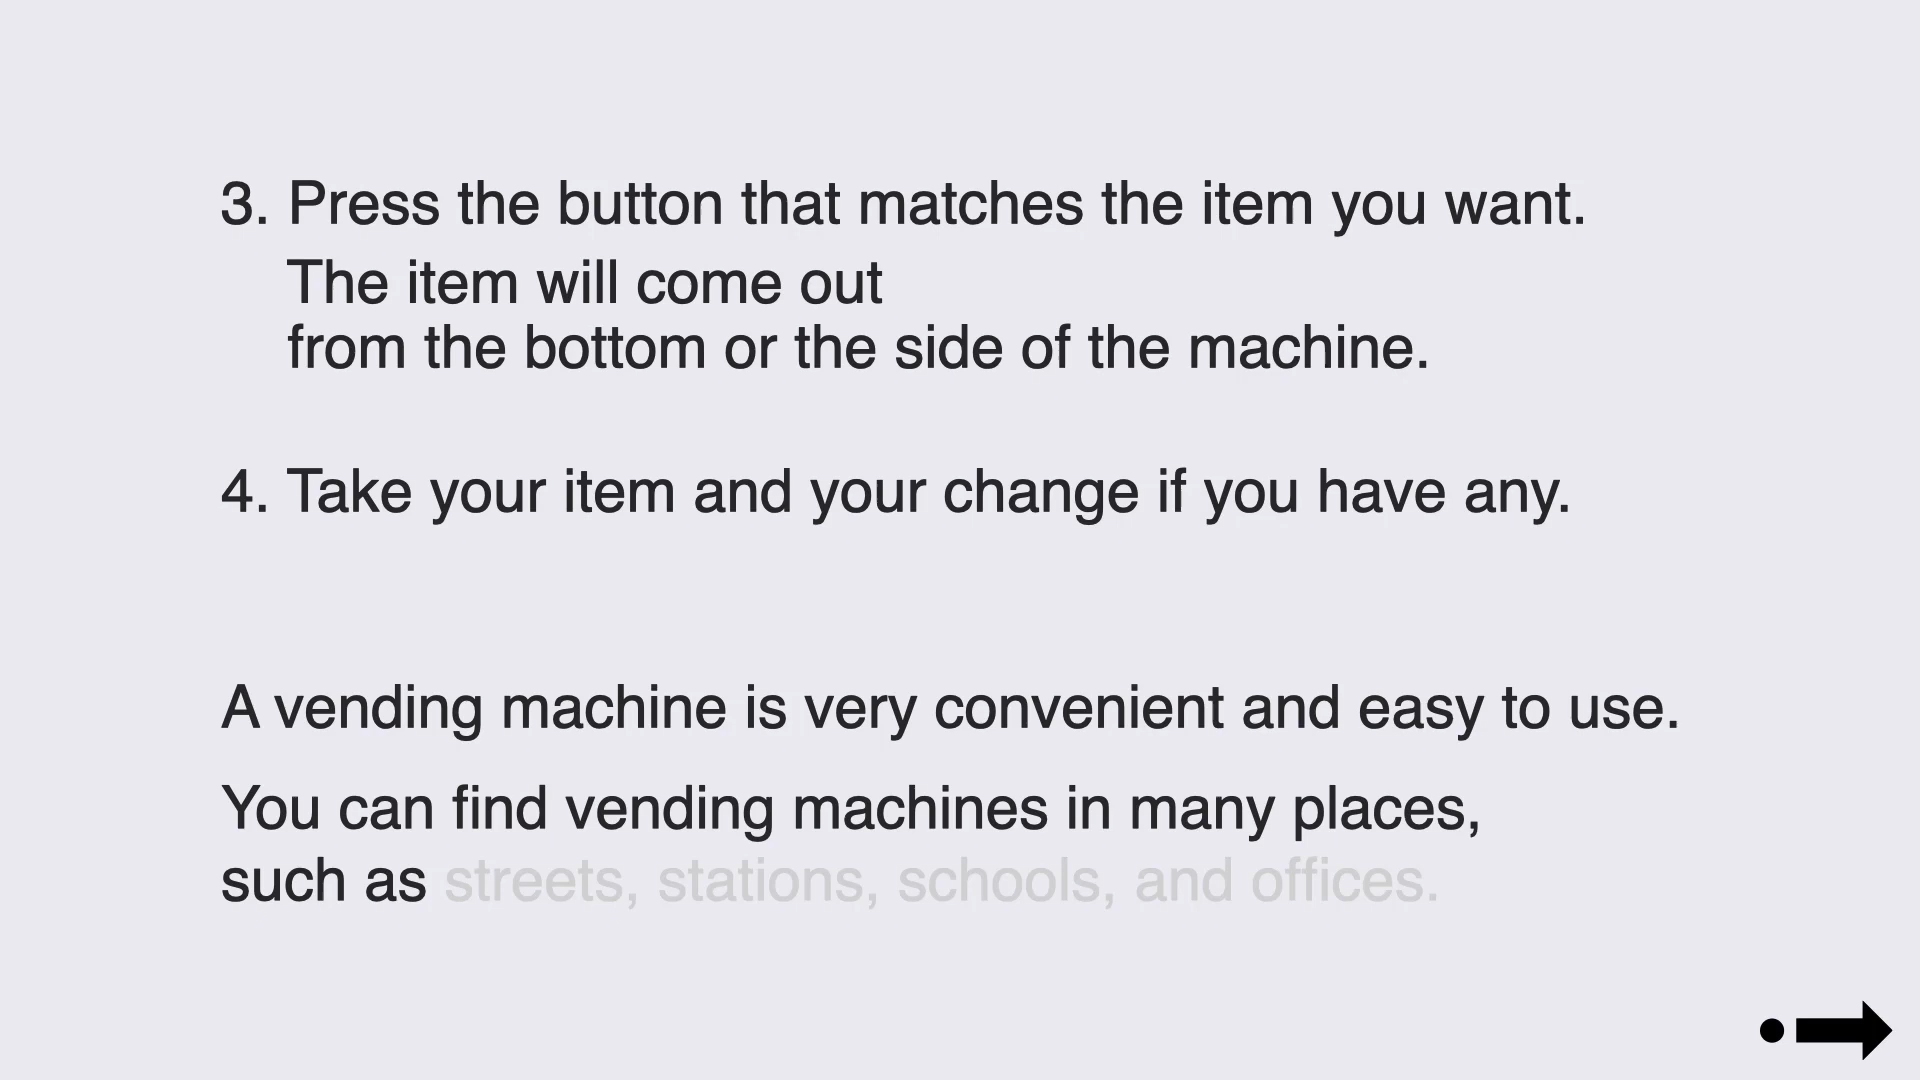 3. Press the button that matches the item you want.
The item will come out
from the bottom or the side of the machine.
4. Take your item and your change if you have any.
A vending machine is very convenient and easy to use.
You can find vending machines in many places,
such as streets, stations, schools, and offices.